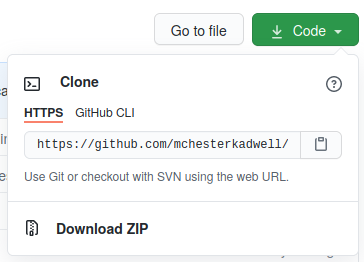 Go to file
Code
Clone
HTTPS GitHub CLI
https://github.com/mchesterkadwell/
Use Git or checkout with SVN using the web URL.
Download ZIP